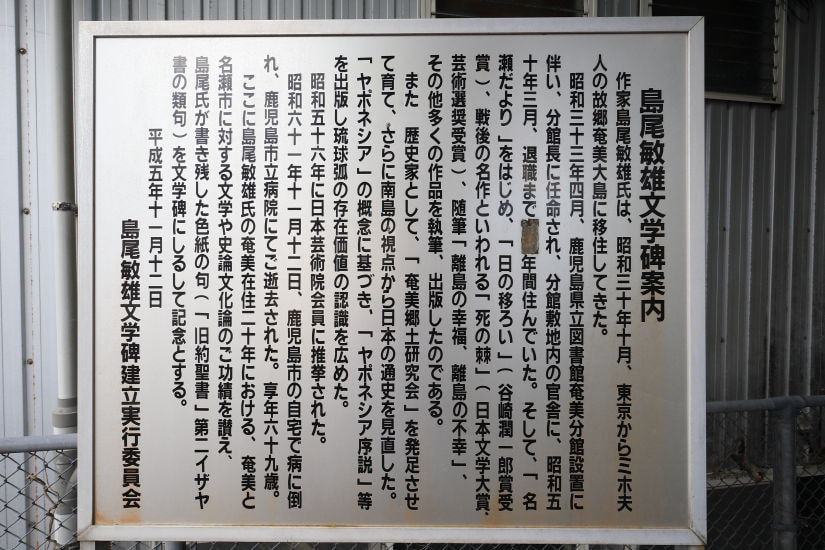 島尾敏雄文学碑案内
作家島尾敏雄氏は、昭和三十年十月、東京からミホ夫
人の故郷奄美大島に移住してきた。
昭和三十三年四月、鹿児島県立図書館奄美分館設置に
伴い、分館長に任命され、分館敷地内の官舎に、昭和五
十年三月、退職まで年間住んでいた。そして、「名
瀬だより」をはじめ、「日の移ろい」(谷崎潤一郎賞受
賞)、戦後の名作といわれる「死の棘」(日本文学大賞、
芸術選奨受賞)、随筆「離島の幸福、離島の不幸」、
その他多くの作品を執筆、出版したのである。
また　歴史家として、「奄美郷土研究会」を発足させ
て育て、さらに南島の視点から日本の通史を見直した。
「ヤポネシア」の概念に基づき、「ヤポネシア序説」等
を出版し琉球弧の存在価値の認識を広めた。
昭和五十六年に日本芸術院会員に推挙された。
昭和六十一年十一月十二日、鹿児島市の自宅で病に倒
れ、鹿児島市立病院にてご逝去された。享年六十九歳。
ここに島尾敏雄氏の奄美在住二十年における、奄美と
名瀬市に対する文学や史論文化論のご功績を讃え、
島尾氏が書き残した色紙の句(「旧約聖書」第二イザヤ
書の類句)を文学碑にしるして記念とする。
平成五年十一月十二日
島尾敏雄文学碑建立実行委員会